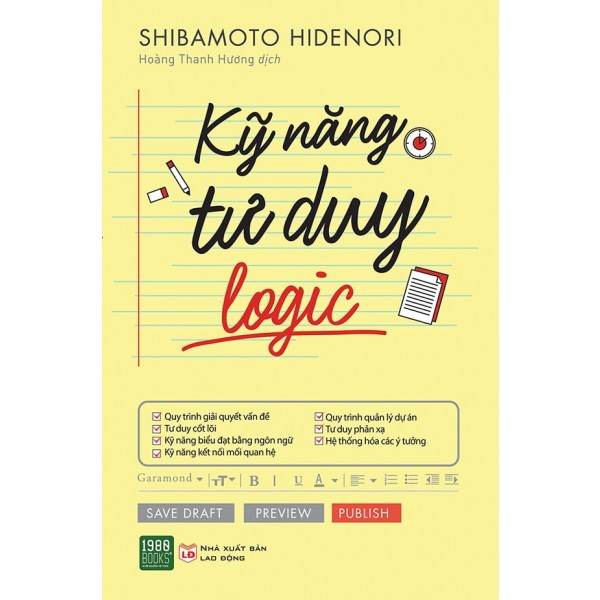 SHIBAMOTO HIDENORI
Hoàng Thanh Hương dịch
Kỹ năng
tư duy
logic
Quy trình giải quyết vấn đề
Tư duy cốt lõi
Kỹ năng biểu đạt bằng ngôn ngữ
Kỹ năng kết nối mối quan hệ
Quy trình quản lý dự án
Tư duy phản xạ
Hệ thống hóa các ý tưởng
Garamond TT B I U A
SAVE DRAFT PREVIEW PUBLISH
1980
BOOKS
LĐ
NHÀ XUẤT BẢN
LAO ĐỘNG